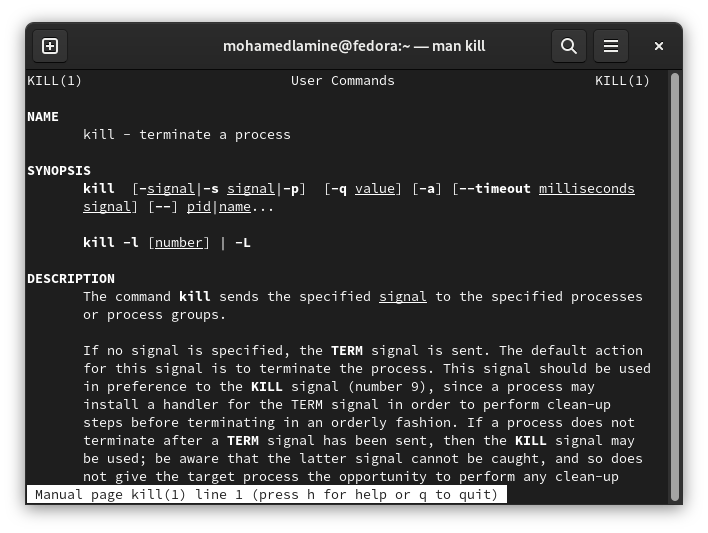 mohamedlamine@fedora:~ — man kill
KILL(1) User Commands KILL(1)
NAME
kill - terminate a process
SYNOPSIS
kill [-signal|-s signal|-p] [-q value] [-a] [--timeout milliseconds
signal] [--] pid|name...
kill -l [number] | -L
DESCRIPTION
The command kill sends the specified signal to the specified processes
or process groups.
If no signal is specified, the TERM signal is sent. The default action
for this signal is to terminate the process. This signal should be used
in preference to the KILL signal (number 9), since a process may
install a handler for the TERM signal in order to perform clean-up
steps before terminating in an orderly fashion. If a process does not
terminate after a TERM signal has been sent, then the KILL signal may
be used; be aware that the latter signal cannot be caught, and so does
not give the target process the opportunity to perform any clean-up
Manual page kill(1) line 1 (press h for help or q to quit)